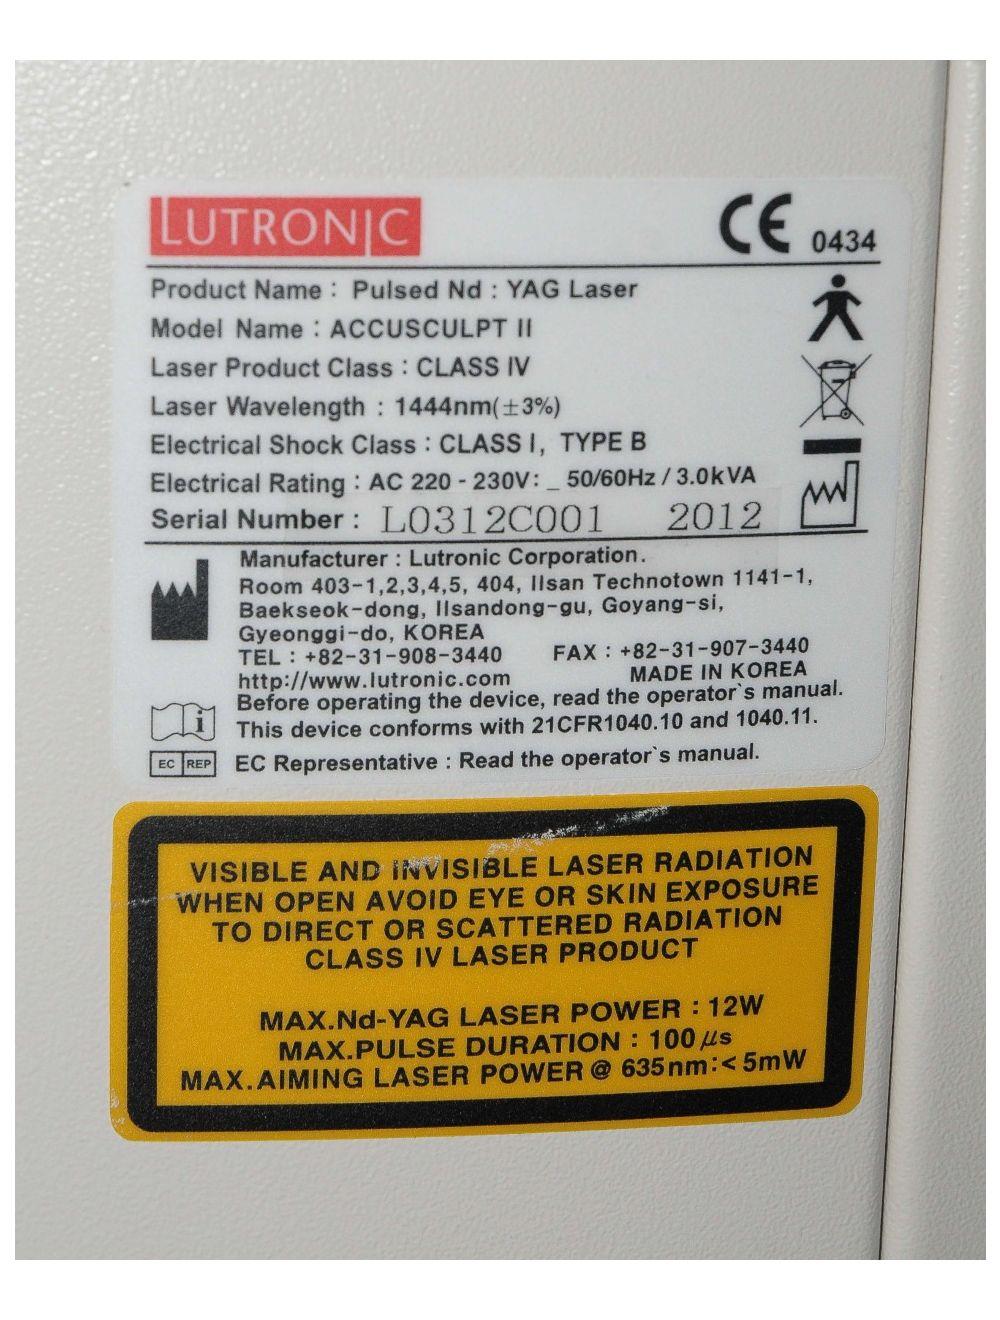 LUTRONIC
CE 0434
Product Name : Pulsed Nd : YAG Laser
Model Name : ACCUSCULPT II
Laser Product Class : CLASS IV
Laser Wavelength : 1444nm(±3%)
Electrical Shock Class : CLASS I, TYPE B
Electrical Rating : AC 220 - 230V: _ 50/60Hz / 3.0kVA
Serial Number : L0312C001 2012
Manufacturer : Lutronic Corporation.
Room 403-1,2,3,4,5, 404, Ilsan Technotown 1141-1,
Baekseok-dong, Ilsandong-gu, Goyang-si,
Gyeonggi-do, KOREA
TEL : +82-31-908-3440 FAX : +82-31-907-3440
http://www.lutronic.com MADE IN KOREA
Before operating the device, read the operator`s manual.
i This device conforms with 21CFR1040.10 and 1040.11.
EC REP EC Representative : Read the operator`s manual.
VISIBLE AND INVISIBLE LASER RADIATION
WHEN OPEN AVOID EYE OR SKIN EXPOSURE
TO DIRECT OR SCATTERED RADIATION
CLASS IV LASER PRODUCT
MAX.Nd-YAG LASER POWER : 12W
MAX.PULSE DURATION : 100 µs
MAX.AIMING LASER POWER @ 635nm:< 5mW